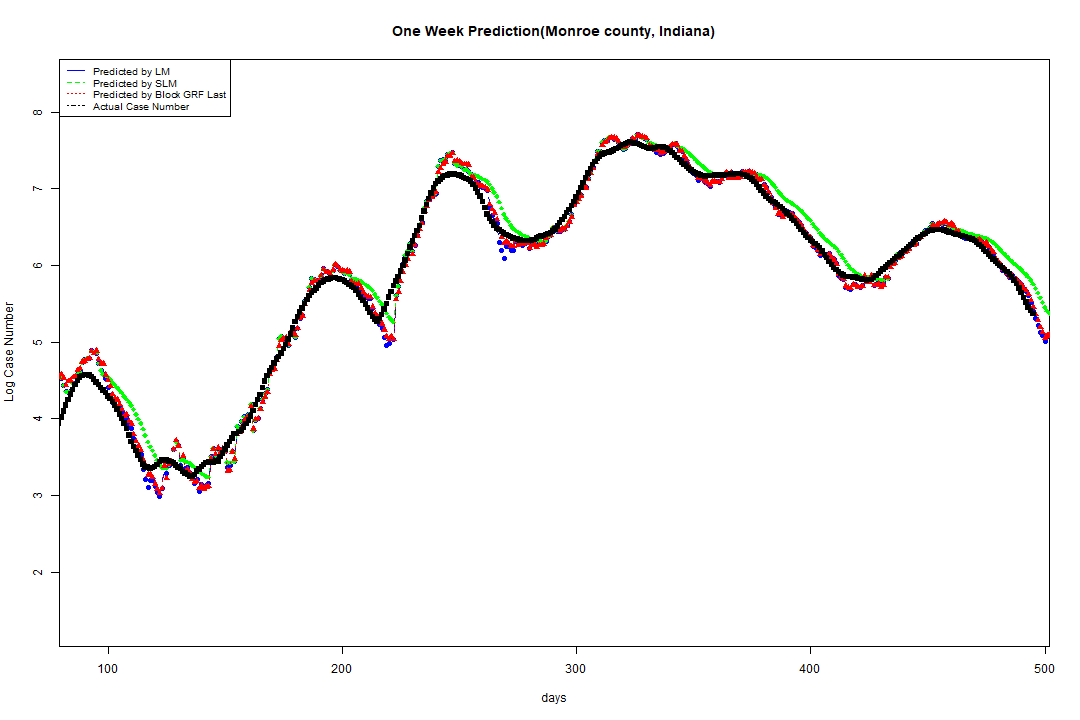 One Week Prediction(Monroe county, Indiana)
Predicted by LM
Predicted by SLM
Predicted by Block GRF Last
Actual Case Number
8
7
6
5
4
3
2
Log Case Number
100 200 300 400 500
days